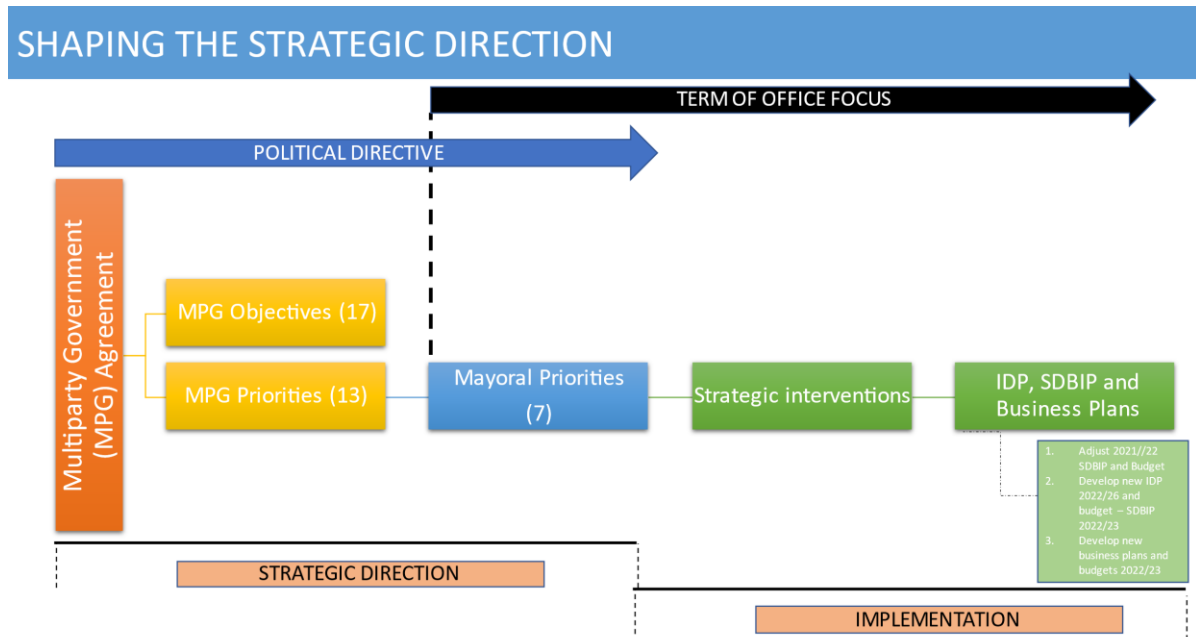 SHAPING THE STRATEGIC DIRECTION
TERM OF OFFICE FOCUS
POLITICAL DIRECTIVE
Multiparty Government
(MPG) Agreement
MPG Objectives (17)
MPG Priorities (13)
Mayoral Priorities
(7)
Strategic interventions
IDP, SDBIP and
Business Plans
1. Adjust 2021//22
SDBIP and Budget
2. Develop new IDP
2022/26 and
budget – SDBIP
2022/23
3. Develop new
business plans and
budgets 2022/23
STRATEGIC DIRECTION
IMPLEMENTATION